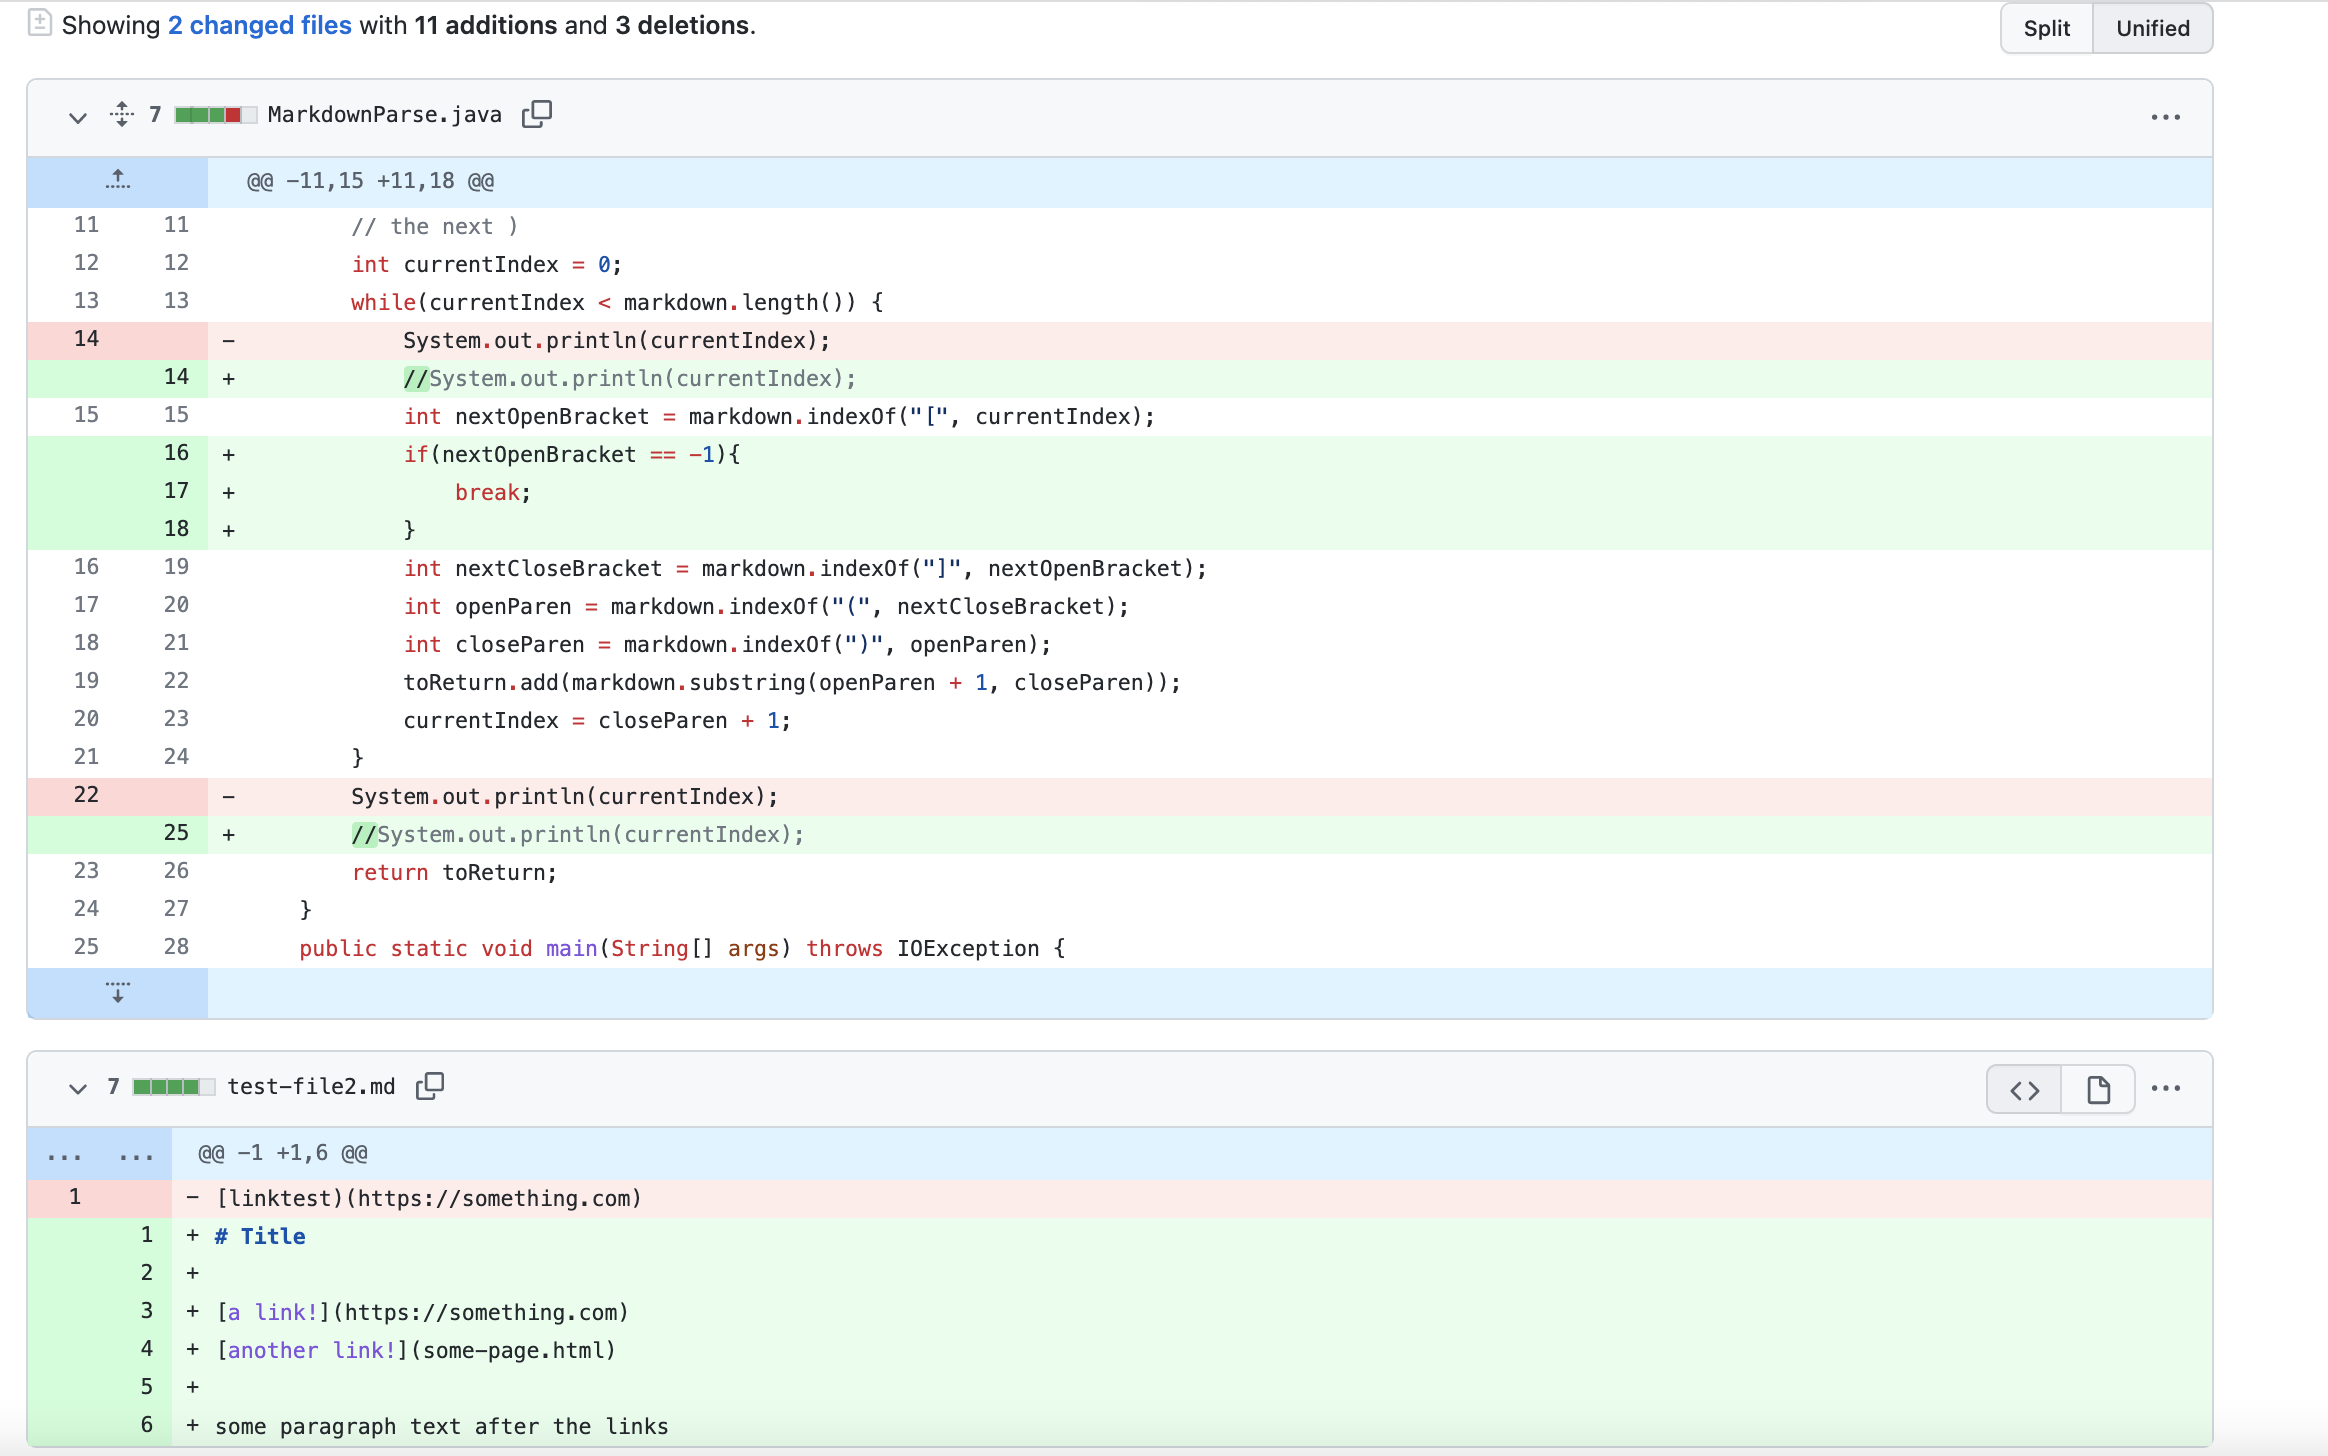 Showing 2 changed files with 11 additions and 3 deletions.
Split Unified
7 MarkdownParse.java
@@ -11,15 +11,18 @@
11 11 // the next )
12 12 int currentIndex = 0;
13 13 while(currentIndex < markdown.length()) {
14 - System.out.println(currentIndex);
14 + //System.out.println(currentIndex);
15 15 int nextOpenBracket = markdown.indexOf("[", currentIndex);
16 + if(nextOpenBracket == -1){
17 + break;
18 + }
16 19 int nextCloseBracket = markdown.indexOf("]", nextOpenBracket);
17 20 int openParen = markdown.indexOf("(", nextCloseBracket);
18 21 int closeParen = markdown.indexOf(")", openParen);
19 22 toReturn.add(markdown.substring(openParen + 1, closeParen));
20 23 currentIndex = closeParen + 1;
21 24 }
22 - System.out.println(currentIndex);
25 + //System.out.println(currentIndex);
23 26 return toReturn;
24 27 }
25 28 public static void main(String[] args) throws IOException {
7 test-file2.md
... ... @@ -1 +1,6 @@
1 - [linktest)(https://something.com)
1 + # Title
2 +
3 + [a link!](https://something.com)
4 + [another link!](some-page.html)
5 +
6 + some paragraph text after the links